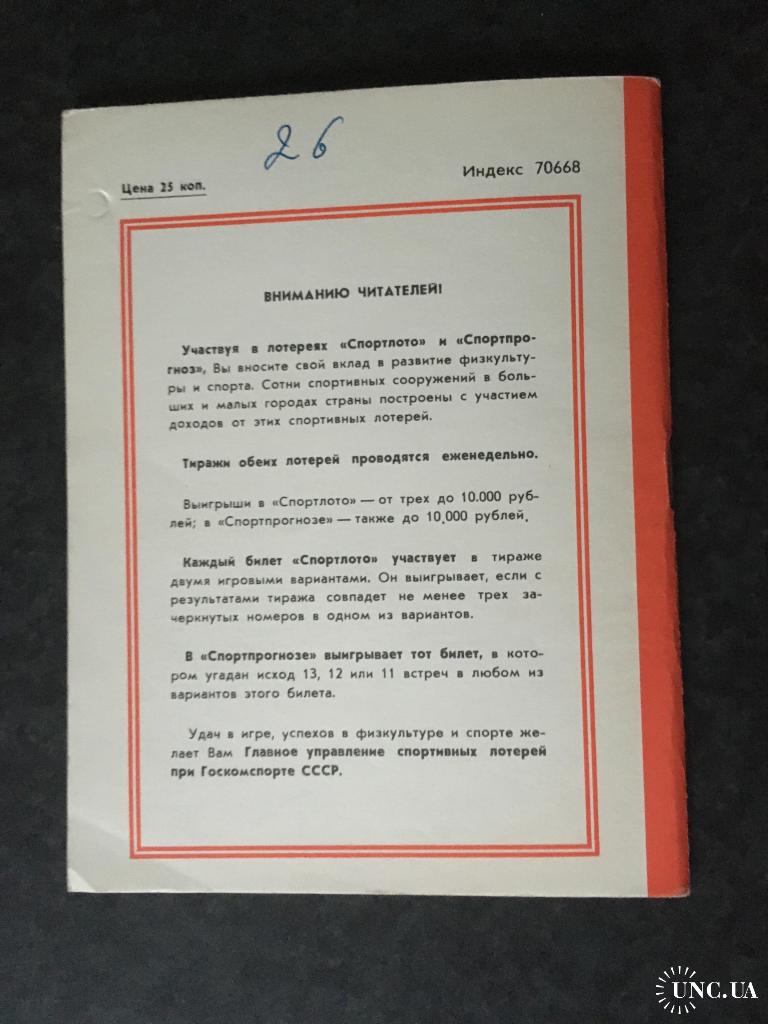 26
Цена 25 коп.
Индекс 70668
ВНИМАНИЮ ЧИТАТЕЛЕЙ!
Участвуя в лотереях «Спортлото» и «Спортпро-
гноз», Вы вносите свой вклад в развитие физкульту-
ры и спорта. Сотни спортивных сооружений в боль-
ших и малых городах страны построены с участием
доходов от этих спортивных лотерей.
Тиражи обеих лотерей проводятся еженедельно.
Выигрыши в «Спортлото» — от трех до 10.000 руб-
лей; в «Спортпрогнозе» — также до 10.000 рублей.
Каждый билет «Спортлото» участвует в тираже
двумя игровыми вариантами. Он выигрывает, если с
результатами тиража совпадет не менее трех за-
черкнутых номеров в одном из вариантов.
В «Спортпрогнозе» выигрывает тот билет, в кото-
ром угадан исход 13, 12 или 11 встреч в любом из
вариантов этого билета.
Удач в игре, успехов в физкультуре и спорте же-
лает Вам Главное управление спортивных лотерей
при Госкомспорте СССР.
UNC.UA